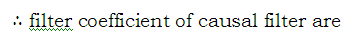 ∴ filter coefficient of causal filter are